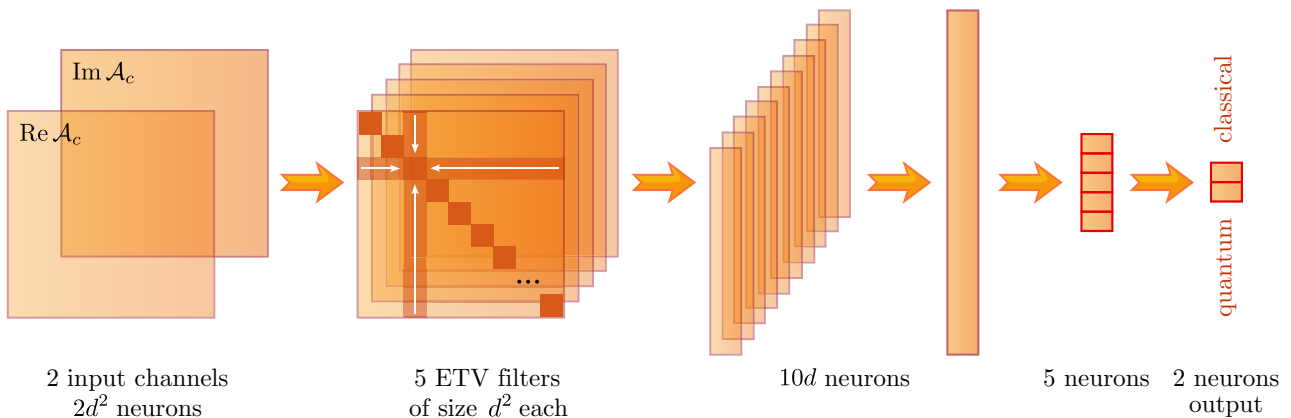 Im 𝒜_c
Re 𝒜_c
classical
quantum
...
2 input channels
2d² neurons
5 ETV filters
of size d² each
10d neurons
5 neurons
2 neurons
output